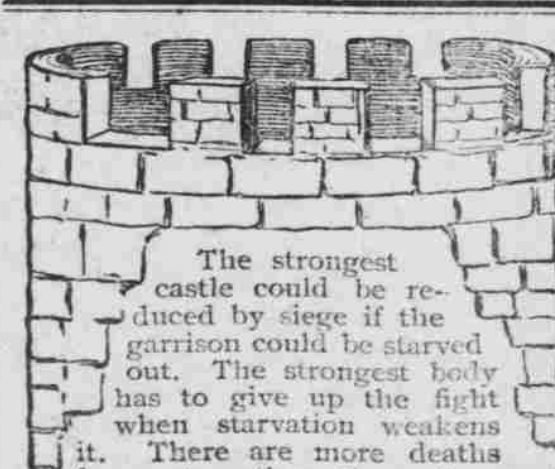 The strongest
castle could be re-
duced by siege if the
garrison could be starved
out. The strongest body
has to give up the fight
when starvation weakens
it. There are more deaths